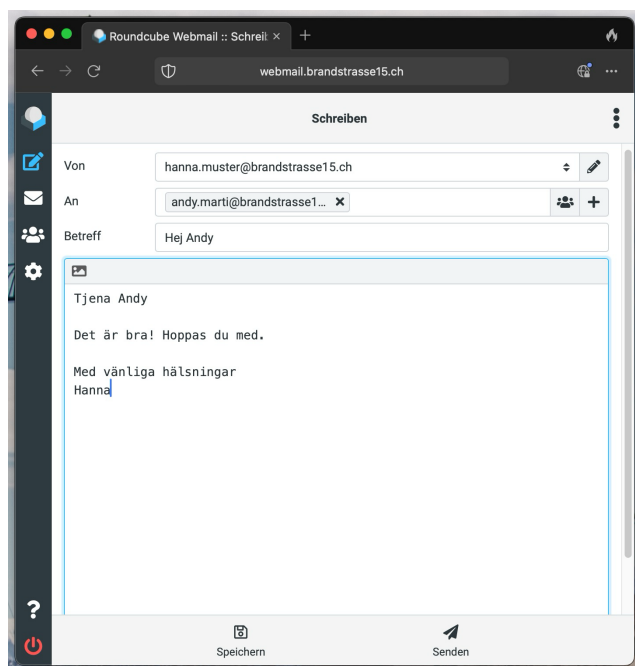 Roundcube Webmail :: Schreib
webmail.brandstrasse15.ch
Schreiben
Von
hanna.muster@brandstrasse15.ch
An
andy.marti@brandstrasse1…
Betreff
Hej Andy
Tjena Andy
Det är bra! Hoppas du med.
Med vänliga hälsningar
Hanna
?
Speichern
Senden